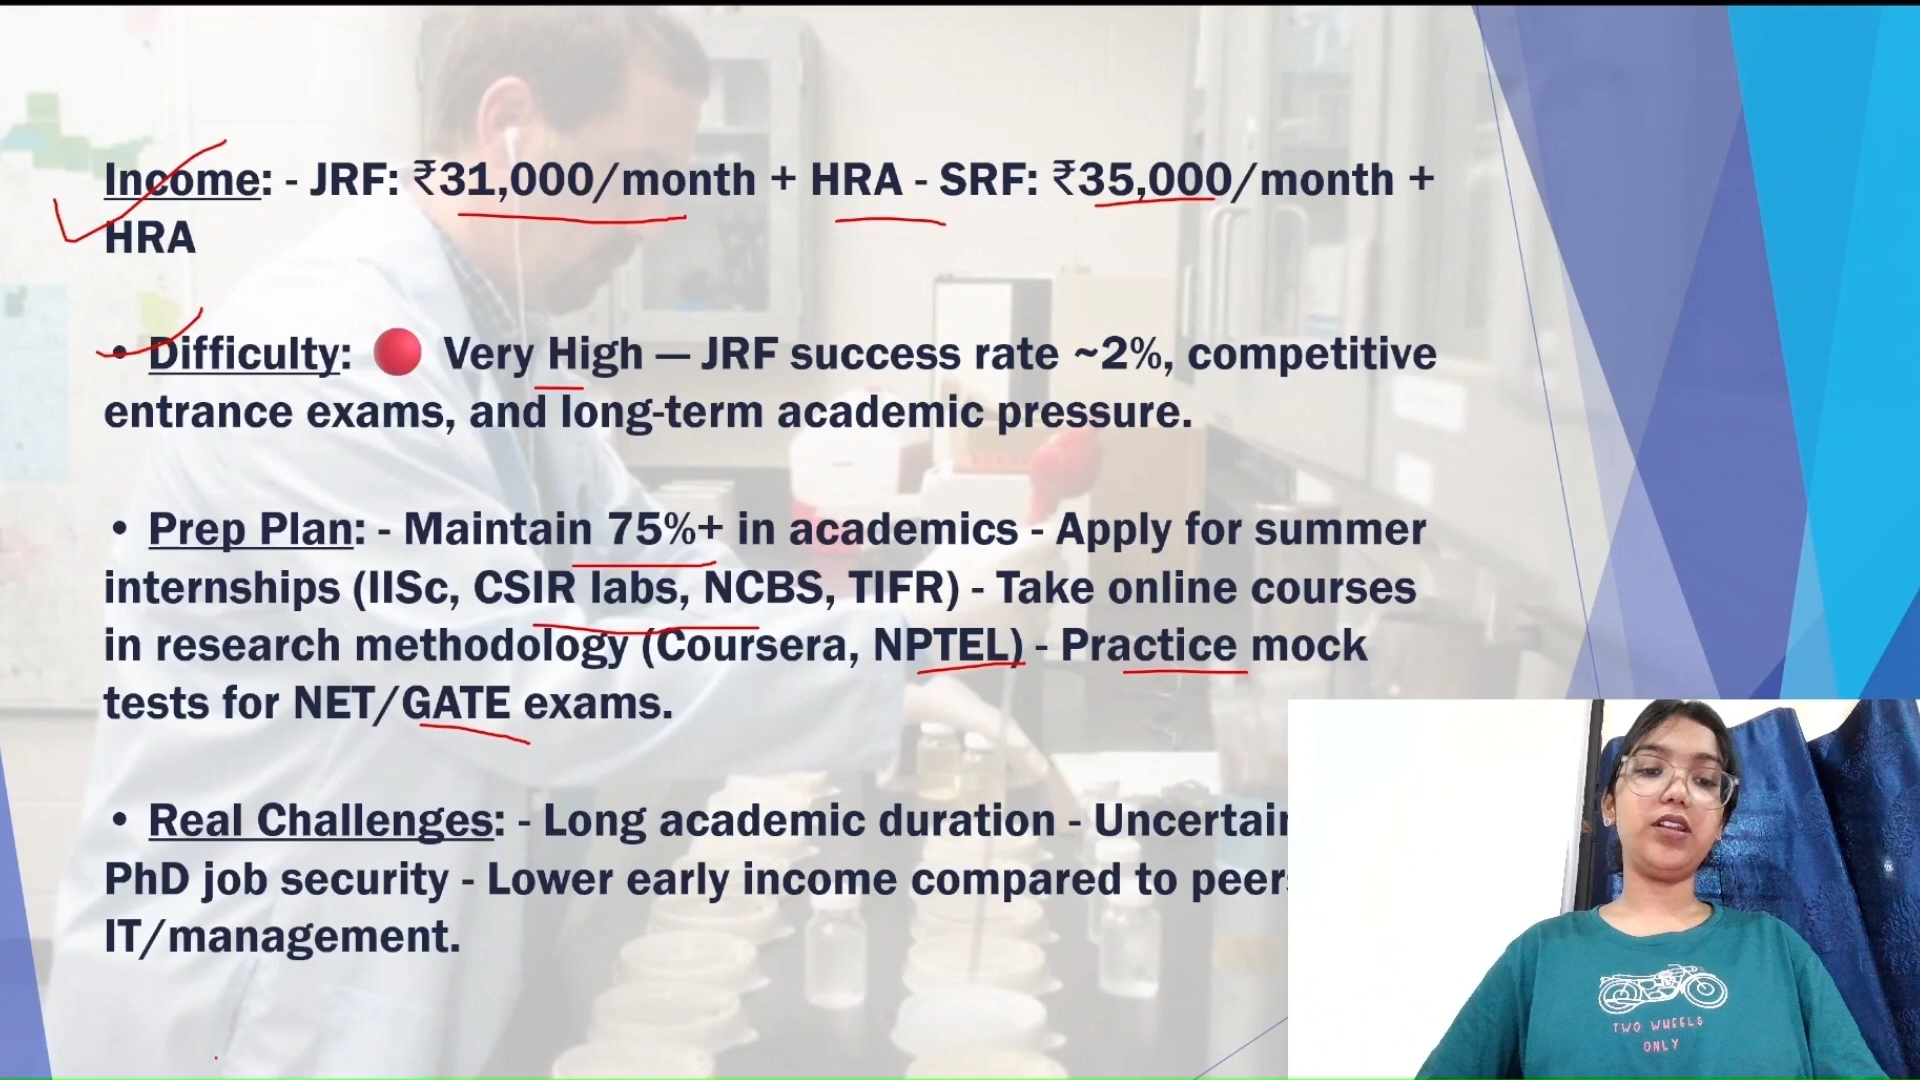 Income: - JRF: ₹31,000/month + HRA - SRF: ₹35,000/month +
HRA
• Difficulty: 🔴 Very High — JRF success rate ~2%, competitive
entrance exams, and long-term academic pressure.
• Prep Plan: - Maintain 75%+ in academics - Apply for summer
internships (IISc, CSIR labs, NCBS, TIFR) - Take online courses
in research methodology (Coursera, NPTEL) - Practice mock
tests for NET/GATE exams.
• Real Challenges: - Long academic duration -
PhD job security - Lower early income compared to
IT/management.
TWO WHEELS
ONLY